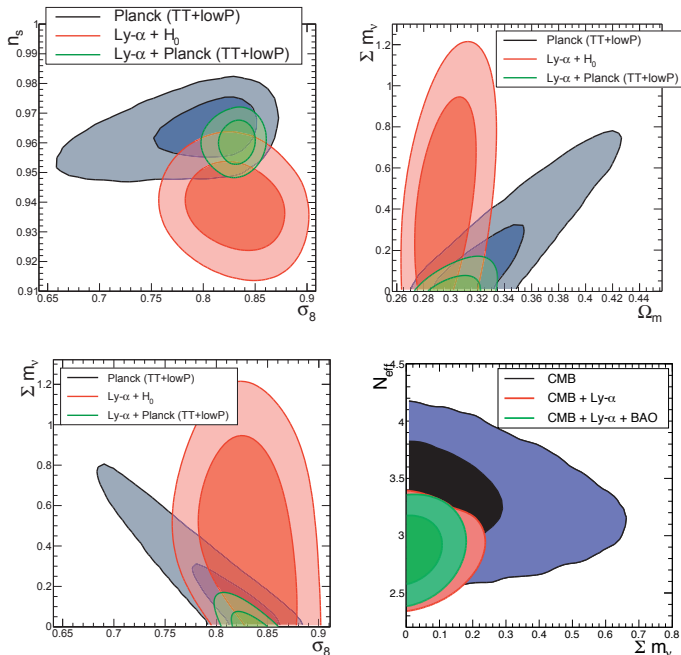 n_s
Planck (TT+lowP)
Ly-α + H_0
Ly-α + Planck (TT+lowP)
1
0.99
0.98
0.97
0.96
0.95
0.94
0.93
0.92
0.91
0.65 0.7 0.75 0.8 0.85 0.9
σ_8
Σ m_ν
Planck (TT+lowP)
Ly-α + H_0
Ly-α + Planck (TT+lowP)
1.2
1
0.8
0.6
0.4
0.2
0
0.26 0.28 0.3 0.32 0.34 0.36 0.38 0.4 0.42 0.44
Ω_m
Σ m_ν
Planck (TT+lowP)
Ly-α + H_0
Ly-α + Planck (TT+lowP)
1.2
1
0.8
0.6
0.4
0.2
0
0.65 0.7 0.75 0.8 0.85 0.9
σ_8
N_eff
CMB
CMB + Ly-α
CMB + Ly-α + BAO
4.5
4
3.5
3
2.5
0 0.1 0.2 0.3 0.4 0.5 0.6 0.7 0.8
Σ m_ν